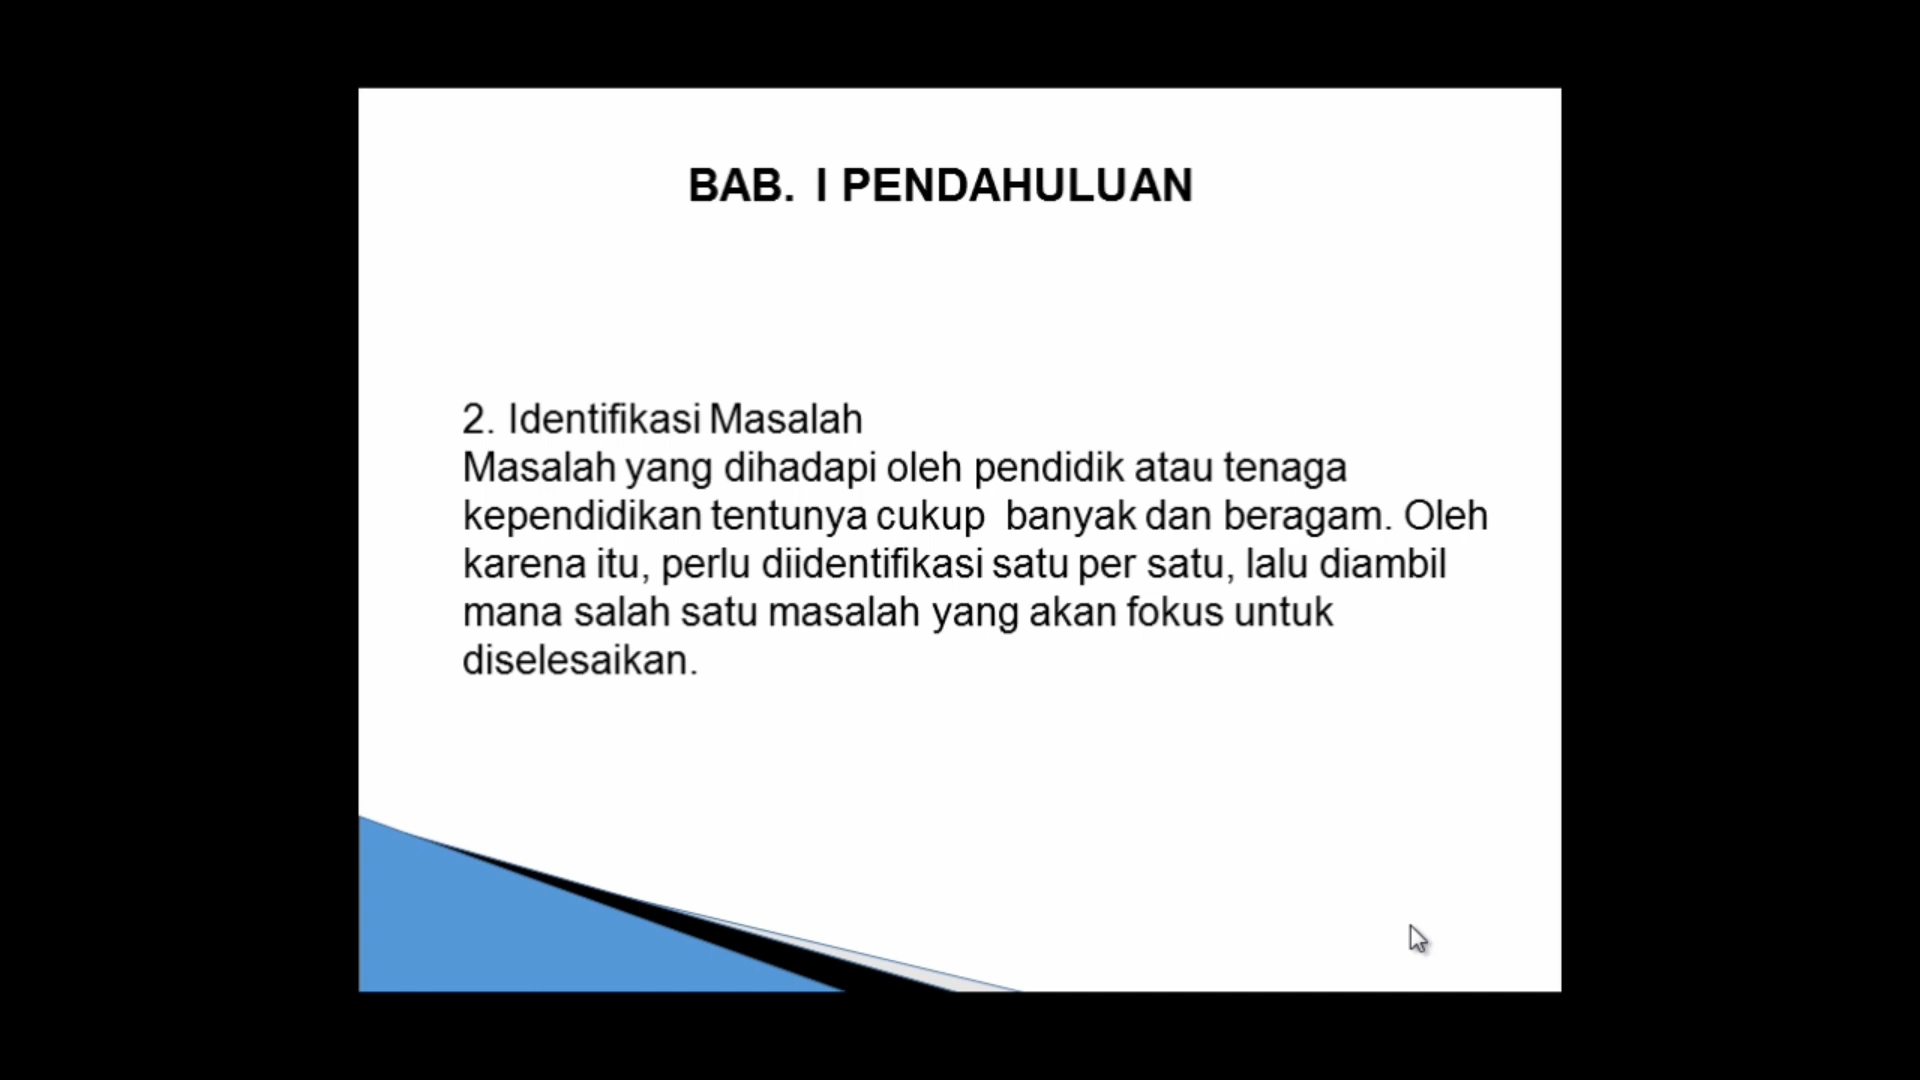 BAB. I PENDAHULUAN
2. Identifikasi Masalah
Masalah yang dihadapi oleh pendidik atau tenaga
kependidikan tentunya cukup banyak dan beragam. Oleh
karena itu, perlu diidentifikasi satu per satu, lalu diambil
mana salah satu masalah yang akan fokus untuk
diselesaikan.